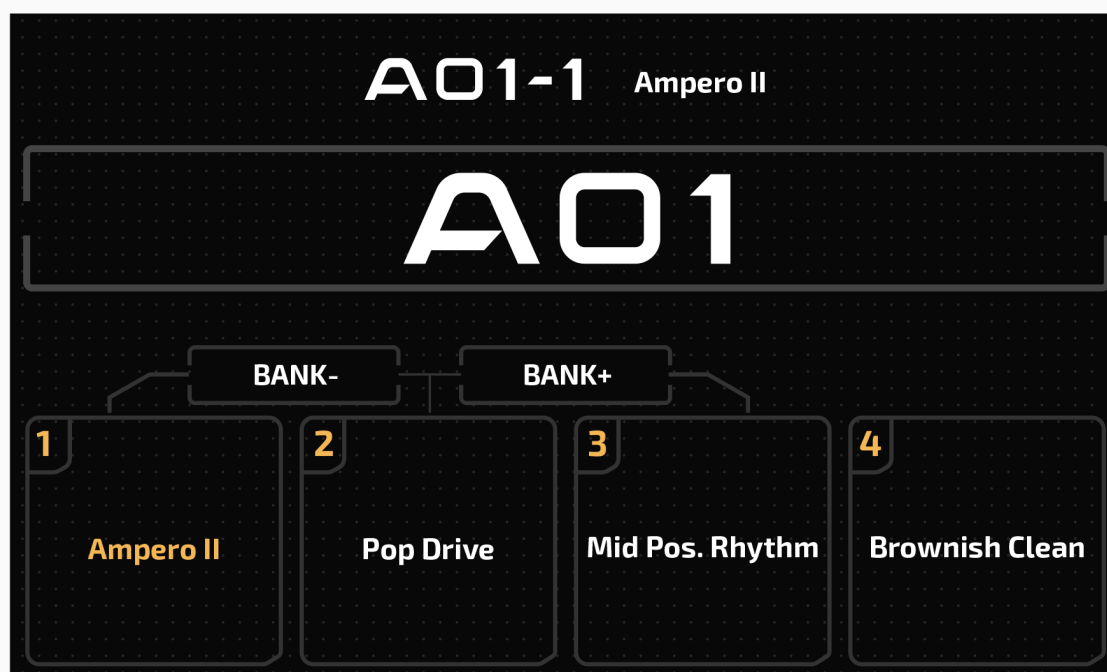 A01-1 Ampero II
A01
BANK- BANK+
1 2 3 4
Ampero II Pop Drive Mid Pos. Rhythm Brownish Clean